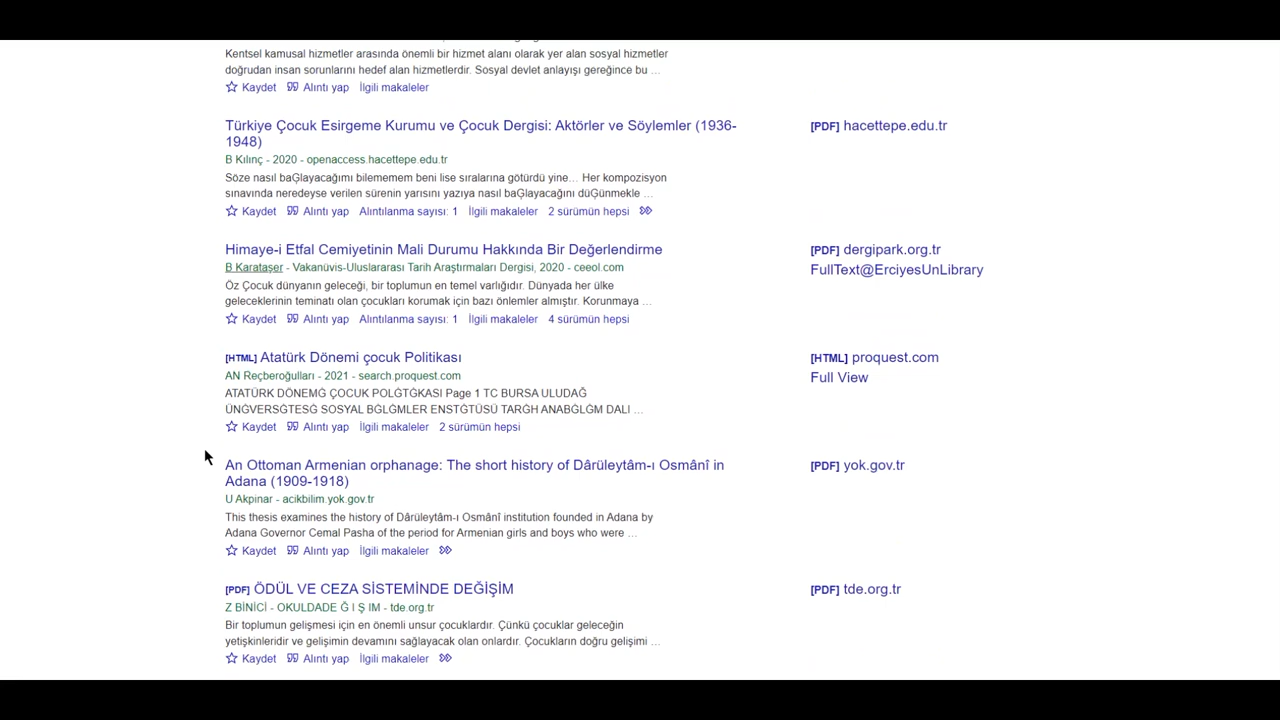 Kentsel kamusal hizmetler arasında önemli bir hizmet alanı olarak yer alan sosyal hizmetler
doğrudan insan sorunlarını hedef alan hizmetlerdir. Sosyal devlet anlayışı gereğince bu …
Kaydet Alıntı yap İlgili makaleler
Türkiye Çocuk Esirgeme Kurumu ve Çocuk Dergisi: Aktörler ve Söylemler (1936-
1948)
[PDF] hacettepe.edu.tr
B Kılınç - 2020 - openaccess.hacettepe.edu.tr
Söze nasıl baĢlayacağımı bilememem beni lise sıralarına götürdü yine… Her kompozisyon
sınavında neredeyse verilen sürenin yarısını yazıya nasıl baĢlayacağını düĢünmekle …
Kaydet Alıntı yap Alıntılanma sayısı: 1 İlgili makaleler 2 sürümün hepsi
Himaye-i Etfal Cemiyetinin Mali Durumu Hakkında Bir Değerlendirme
[PDF] dergipark.org.tr
B Karataşer - Vakanüvis-Uluslararası Tarih Araştırmaları Dergisi, 2020 - ceeol.com
FullText@ErciyesUnLibrary
Öz Çocuk dünyanın geleceği, bir toplumun en temel varlığıdır. Dünyada her ülke
geleceklerinin teminatı olan çocukları korumak için bazı önlemler almıştır. Korunmaya …
Kaydet Alıntı yap Alıntılanma sayısı: 1 İlgili makaleler 4 sürümün hepsi
[HTML] Atatürk Dönemi çocuk Politikası
[HTML] proquest.com
AN Reçberoğulları - 2021 - search.proquest.com
Full View
ATATÜRK DÖNEMĠ ÇOCUK POLĠTĠKASI Page 1 TC BURSA ULUDAĞ
ÜNĠVERSĠTESĠ SOSYAL BĠLĠMLER ENSTĠTÜSÜ TARĠH ANABĠLĠM DALI …
Kaydet Alıntı yap İlgili makaleler 2 sürümün hepsi
An Ottoman Armenian orphanage: The short history of Dârüleytâm-ı Osmânî in
Adana (1909-1918)
[PDF] yok.gov.tr
U Akpinar - acikbilim.yok.gov.tr
This thesis examines the history of Dârüleytâm-ı Osmânî institution founded in Adana by
Adana Governor Cemal Pasha of the period for Armenian girls and boys who were …
Kaydet Alıntı yap İlgili makaleler
[PDF] ÖDÜL VE CEZA SİSTEMİNDE DEĞİŞİM
[PDF] tde.org.tr
Z BİNİCİ - OKULDADE Ğ I Ş IM - tde.org.tr
Bir toplumun gelişmesi için en önemli unsur çocuklardır. Çünkü çocuklar geleceğin
yetişkinleridir ve gelişimin devamını sağlayacak olan onlardır. Çocukların doğru gelişimi …
Kaydet Alıntı yap İlgili makaleler